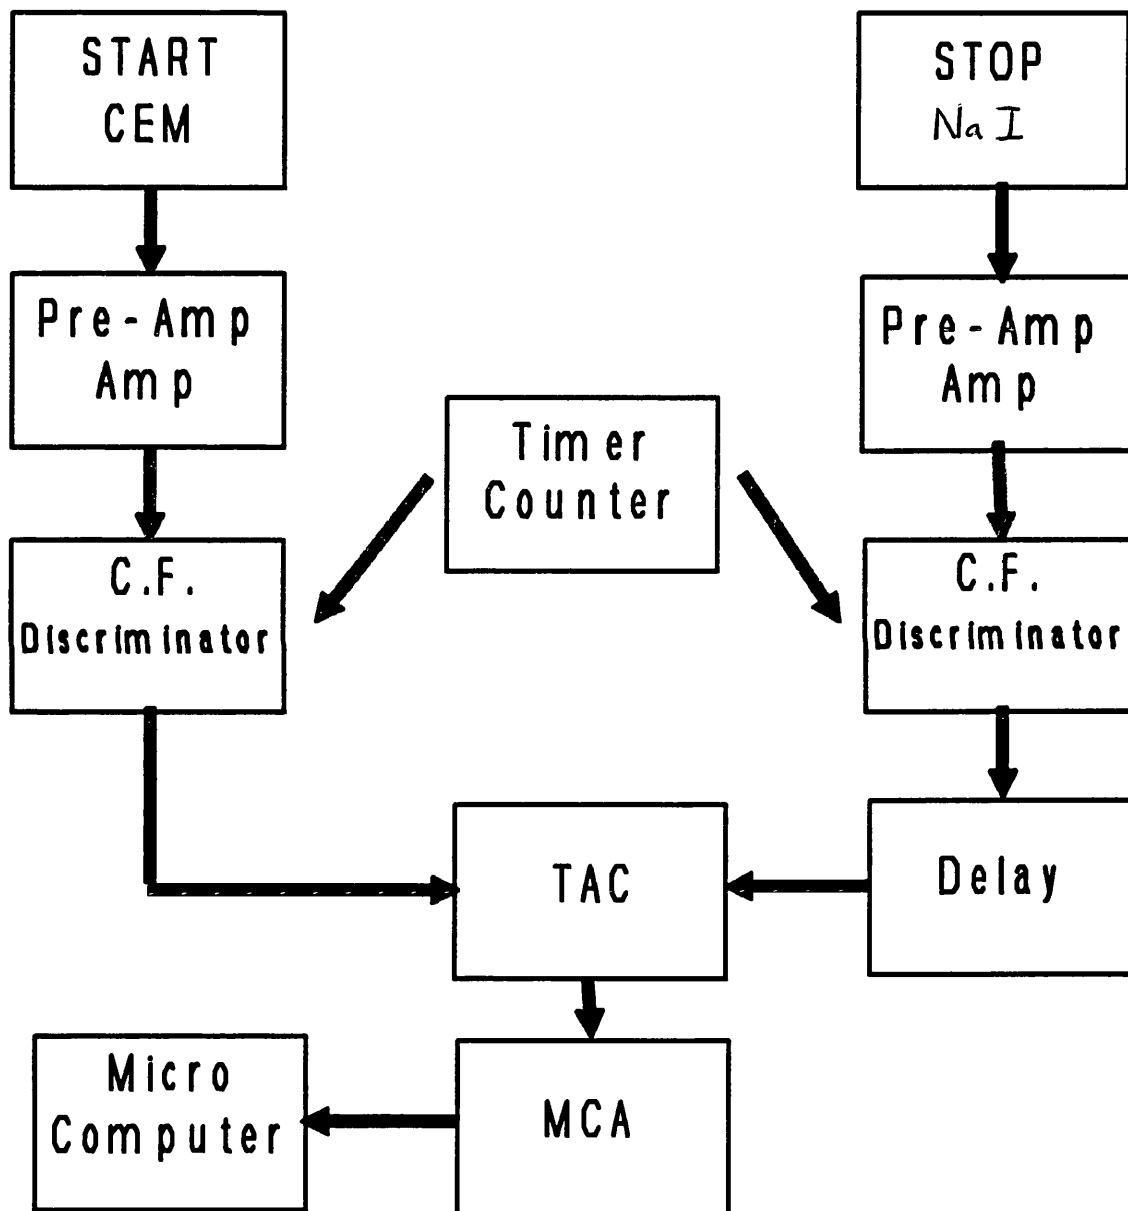 START
CEM
STOP
NaI
Pre-Amp
Amp
Pre-Amp
Amp
Timer
Counter
C.F.
Discriminator
C.F.
Discriminator
TAC
Delay
Micro
Computer
MCA